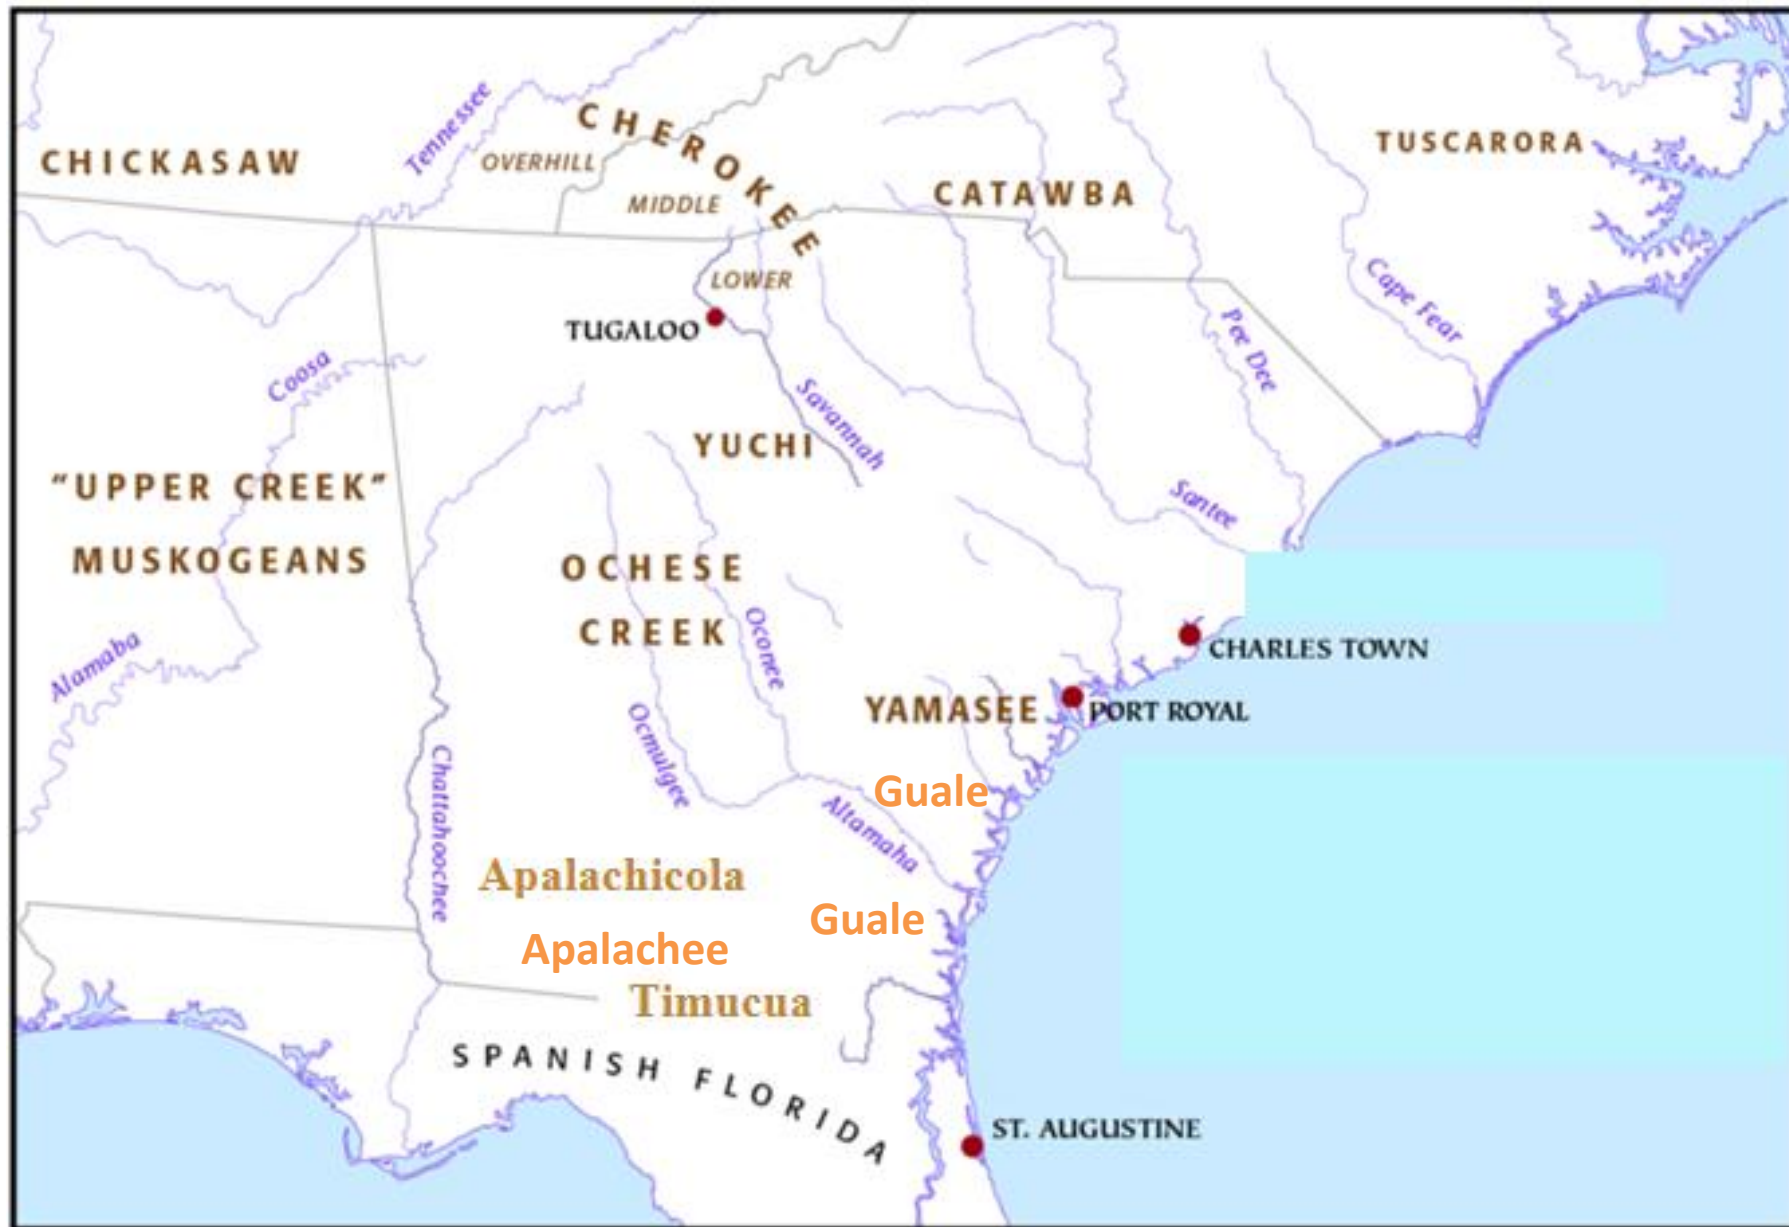 Tennessee
CHEROKEE
TUSCARORA
CHICKASAW
OVERHILL
MIDDLE
CATAWBA
LOWER
Cape Fear
TUGALOO
Pee Dee
Coosa
Savannah
YUCHI
"UPPER CREEK"
MUSKOGEANS
Santee
OCHESE
CREEK
Oconee
Alamaba
CHARLES TOWN
YAMASEE
PORT ROYAL
Ocmulgee
Chattahoochee
Guale
Altamaha
Apalachicola
Guale
Apalachee
Timucua
SPANISH FLORIDA
ST. AUGUSTINE